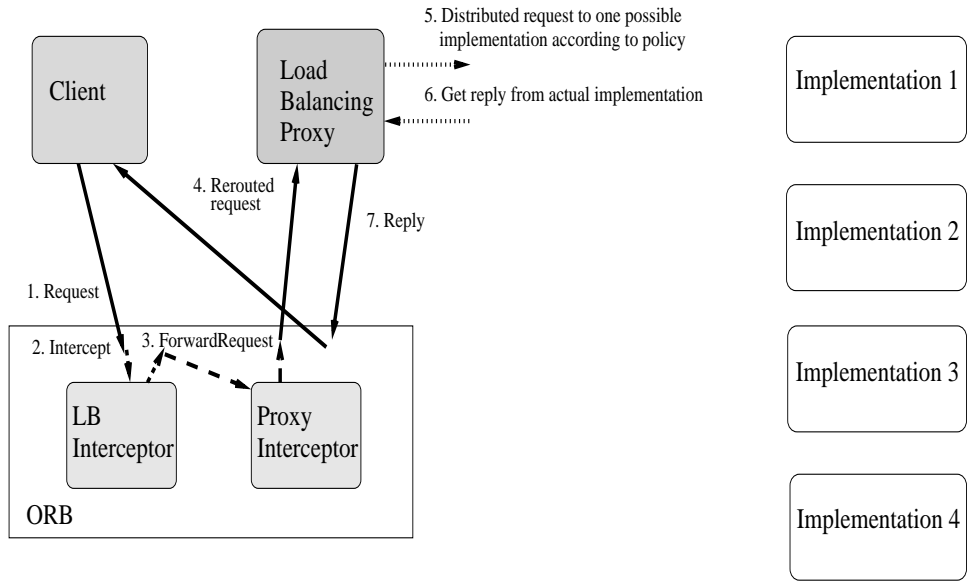 5. Distributed request to one possible
implementation according to policy
Client
Load
Balancing
Proxy
6. Get reply from actual implementation
Implementation 1
4. Rerouted
request
7. Reply
Implementation 2
1. Request
2. Intercept
3. ForwardRequest
LB
Interceptor
Proxy
Interceptor
ORB
Implementation 3
Implementation 4